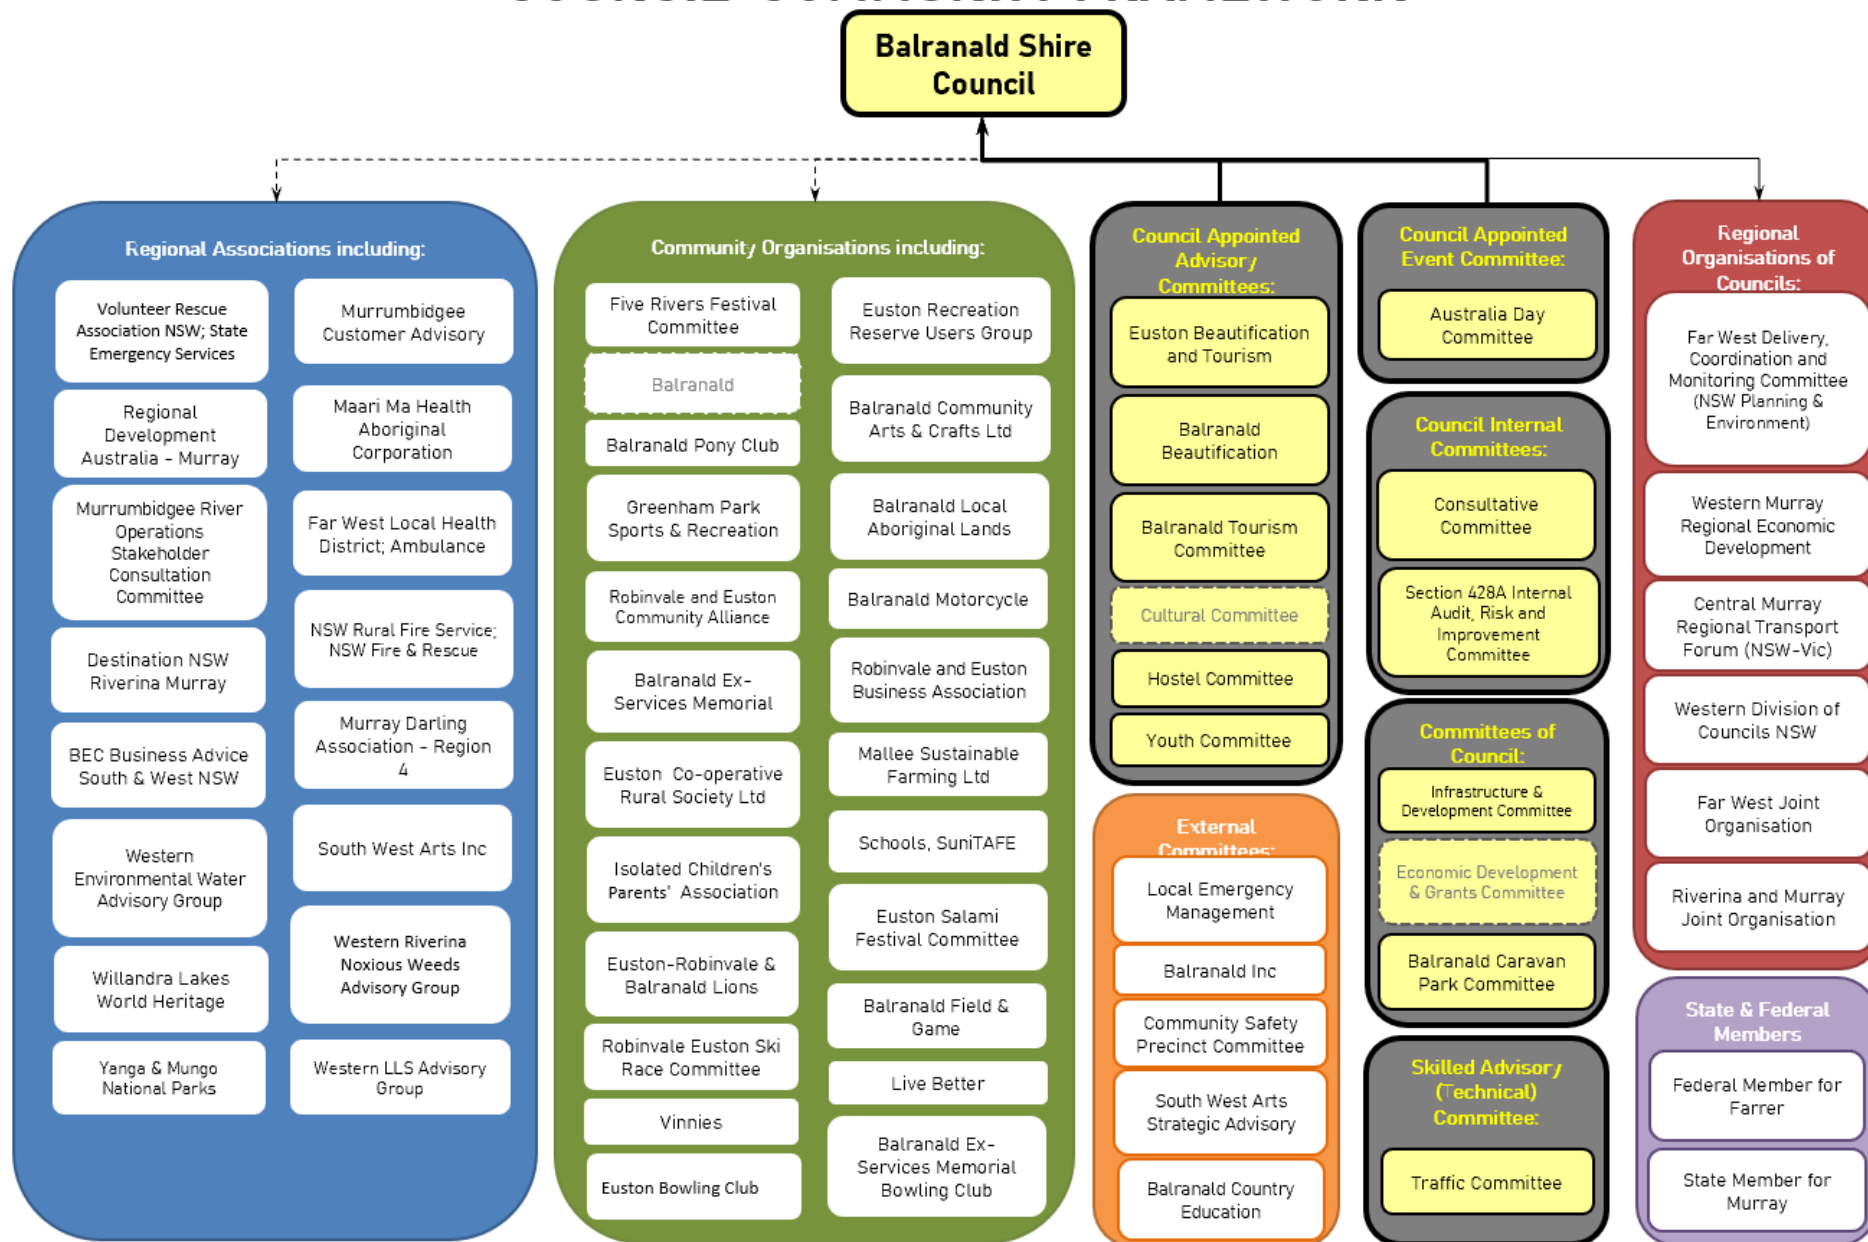 Balranald Shire
Council
Regional Associations including:
Volunteer Rescue
Association NSW; State
Emergency Services
Regional
Development
Australia - Murray
Murrumbidgee River
Operations
Stakeholder
Consultation
Committee
Destination NSW
Riverina Murray
BEC Business Advice
South & West NSW
Western
Environmental Water
Advisory Group
Willandra Lakes
World Heritage
Yanga & Mungo
National Parks
Murrumbidgee
Customer Advisory
Maari Ma Health
Aboriginal
Corporation
Far West Local Health
District; Ambulance
NSW Rural Fire Service;
NSW Fire & Rescue
Murray Darling
Association - Region
4
South West Arts Inc
Western Riverina
Noxious Weeds
Advisory Group
Western LLS Advisory
Group
Community Organisations including:
Five Rivers Festival
Committee
Balranald
Balranald Pony Club
Greenham Park
Sports & Recreation
Robinvale and Euston
Community Alliance
Balranald Ex-
Services Memorial
Euston Co-operative
Rural Society Ltd
Isolated Children's
Parents' Association
Euston-Robinvale &
Balranald Lions
Robinvale Euston Ski
Race Committee
Vinnies
Euston Bowling Club
Euston Recreation
Reserve Users Group
Balranald Community
Arts & Crafts Ltd
Balranald Local
Aboriginal Lands
Balranald Motorcycle
Robinvale and Euston
Business Association
Mallee Sustainable
Farming Ltd
Schools, SuniTAFE
Euston Salami
Festival Committee
Balranald Field &
Game
Live Better
Balranald Ex-
Services Memorial
Bowling Club
Council Appointed
Advisory
Committees:
Euston Beautification
and Tourism
Balranald
Beautification
Balranald Tourism
Committee
Cultural Committee
Hostel Committee
Youth Committee
External
Committees:
Local Emergency
Management
Balranald Inc
Community Safety
Precinct Committee
South West Arts
Strategic Advisory
Balranald Country
Education
Council Appointed
Event Committee:
Australia Day
Committee
Council Internal
Committees:
Consultative
Committee
Section 428A Internal
Audit, Risk and
Improvement
Committee
Committees of
Council:
Infrastructure &
Development Committee
Economic Development
& Grants Committee
Balranald Caravan
Park Committee
Skilled Advisory
(Technical)
Committee:
Traffic Committee
Regional
Organisations of
Councils:
Far West Delivery,
Coordination and
Monitoring Committee
(NSW Planning &
Environment)
Western Murray
Regional Economic
Development
Central Murray
Regional Transport
Forum (NSW-Vic)
Western Division of
Councils NSW
Far West Joint
Organisation
Riverina and Murray
Joint Organisation
State & Federal
Members
Federal Member for
Farrer
State Member for
Murray